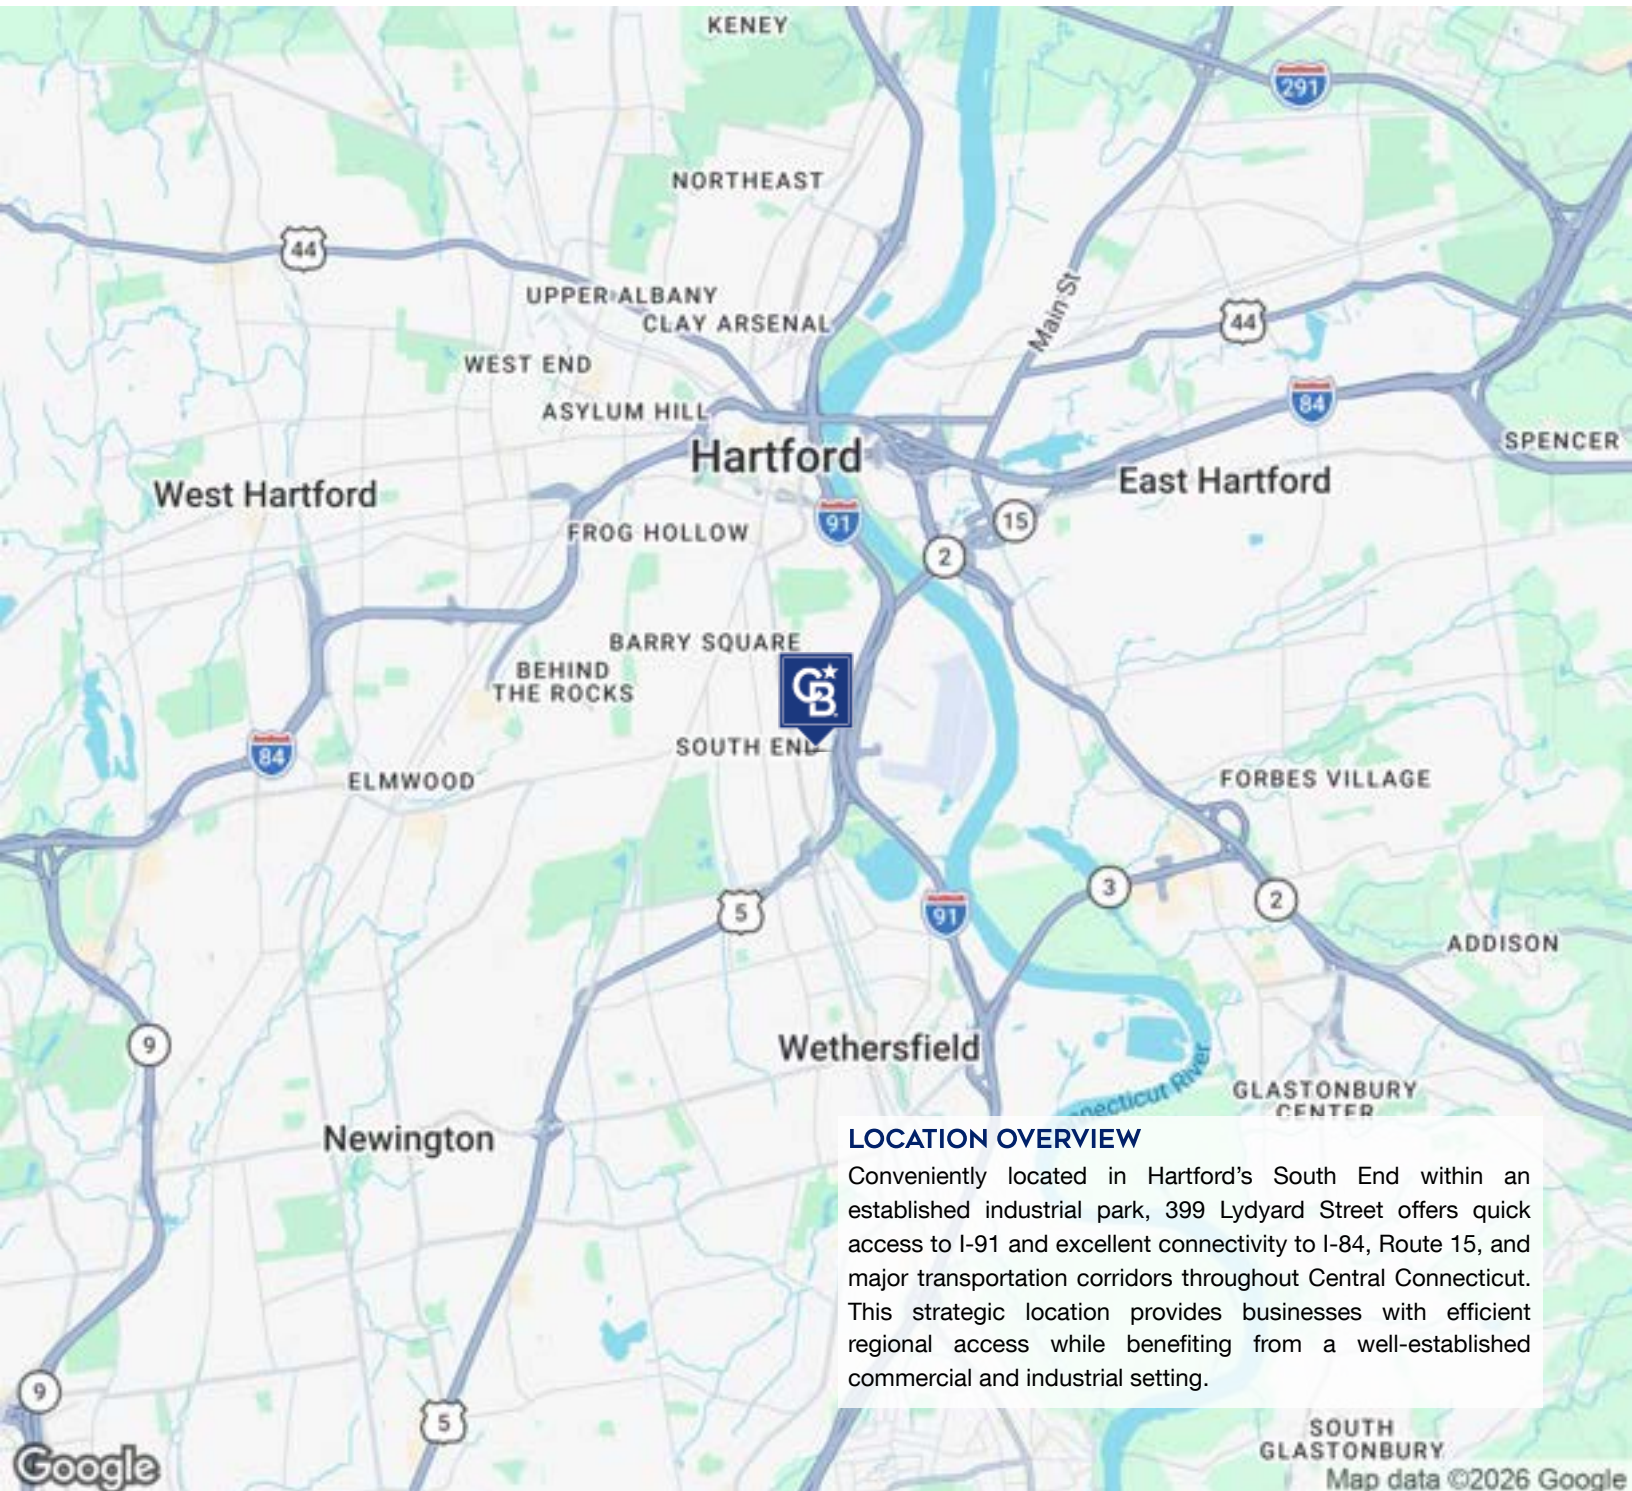 KENEY
291
NORTHEAST
44
UPPER ALBANY
CLAY ARSENAL
Main St
44
WEST END
84
ASYLUM HILL
SPENCER
Hartford
West Hartford
East Hartford
91
15
FROG HOLLOW
2
BARRY SQUARE
BEHIND
THE ROCKS
CB
SOUTH END
84
ELMWOOD
FORBES VILLAGE
3
5
91
2
ADDISON
9
Wethersfield
Connecticut River
GLASTONBURY
CENTER
Newington
LOCATION OVERVIEW
Conveniently located in Hartford’s South End within an
established industrial park, 399 Lydyard Street offers quick
access to I-91 and excellent connectivity to I-84, Route 15, and
major transportation corridors throughout Central Connecticut.
This strategic location provides businesses with efficient
regional access while benefiting from a well-established
commercial and industrial setting.
9
5
SOUTH
GLASTONBURY
Google
Map data ©2026 Google